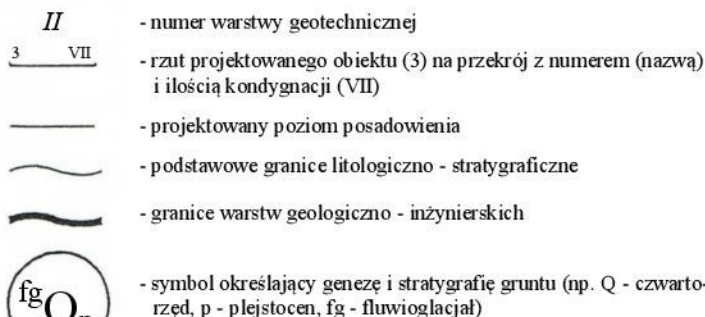 II - numer warstwy geotechnicznej
3 VII - rzut projektowanego obiektu (3) na przekrój z numerem (nazwą)
i ilością kondygnacji (VII)
- projektowany poziom posadowienia
- podstawowe granice litologiczno - stratygraficzne
- granice warstw geologiczno - inżynierskich
fgQp - symbol określający genezę i stratygrafię gruntu (np. Q - czwarto-
rzęd, p - plejstocen, fg - fluwioglacjał)